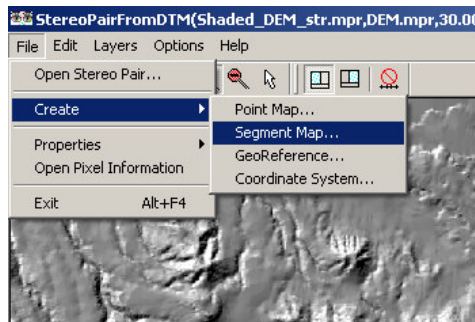 StereoPairFromDTM(Shaded_DEM_str.mpr,DEM.mpr,30.00
File Edit Layers Options Help
Open Stereo Pair...
Create
Point Map...
Segment Map...
GeoReference...
Coordinate System...
Properties
Open Pixel Information
Exit Alt+F4